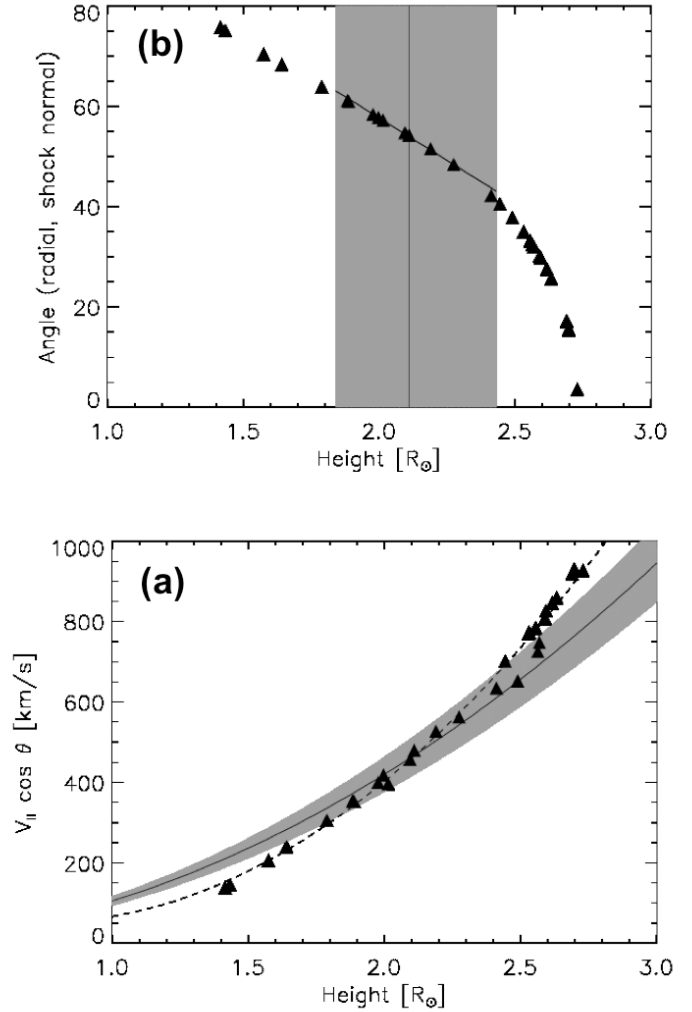 (b)
Angle (radial, shock normal)
80
60
40
20
0
1.0 1.5 2.0 2.5 3.0
Height [R☉]
(a)
V_II cos θ [km/s]
1000
800
600
400
200
0
1.0 1.5 2.0 2.5 3.0
Height [R☉]